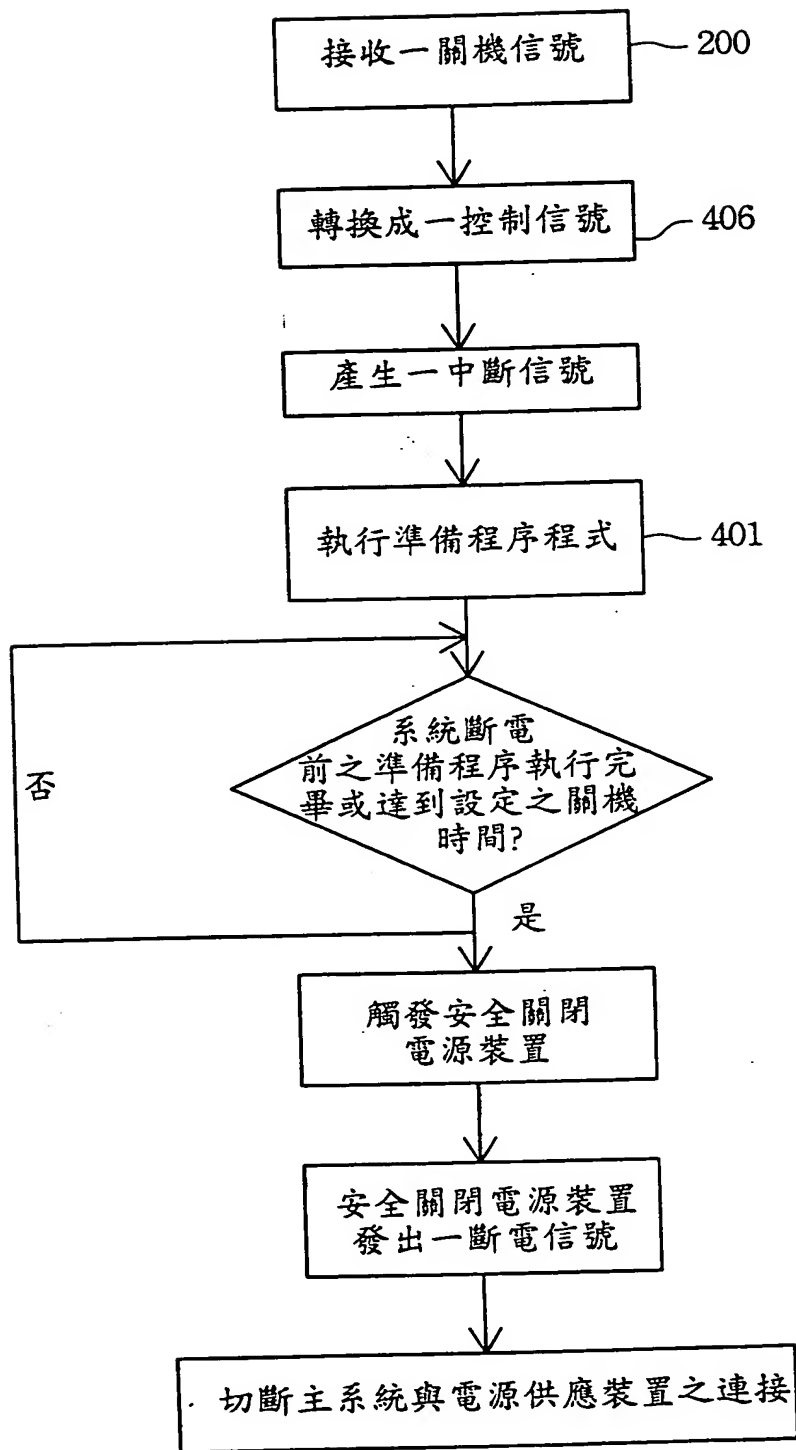 接收一關機信號
200
轉換成一控制信號
406
產生一中斷信號
執行準備程序程式
401
系統斷電
前之準備程序執行完
畢或達到設定之關機
時間?
否
是
觸發安全關閉
電源裝置
安全關閉電源裝置
發出一斷電信號
切斷主系統與電源供應裝置之連接